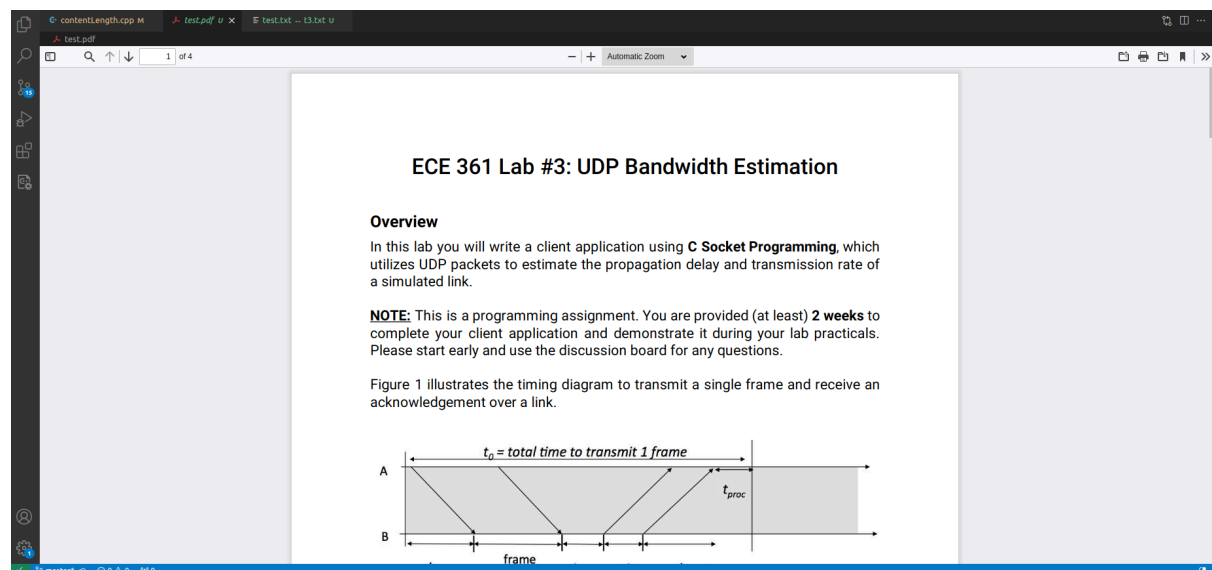 contentLength.cpp M
test.pdf U
test.txt ↔ t3.txt U
test.pdf
1 of 4
Automatic Zoom
15
ECE 361 Lab #3: UDP Bandwidth Estimation
Overview
In this lab you will write a client application using C Socket Programming, which
utilizes UDP packets to estimate the propagation delay and transmission rate of
a simulated link.
NOTE: This is a programming assignment. You are provided (at least) 2 weeks to
complete your client application and demonstrate it during your lab practicals.
Please start early and use the discussion board for any questions.
Figure 1 illustrates the timing diagram to transmit a single frame and receive an
acknowledgement over a link.
t0 = total time to transmit 1 frame
A
tproc
B
frame
1